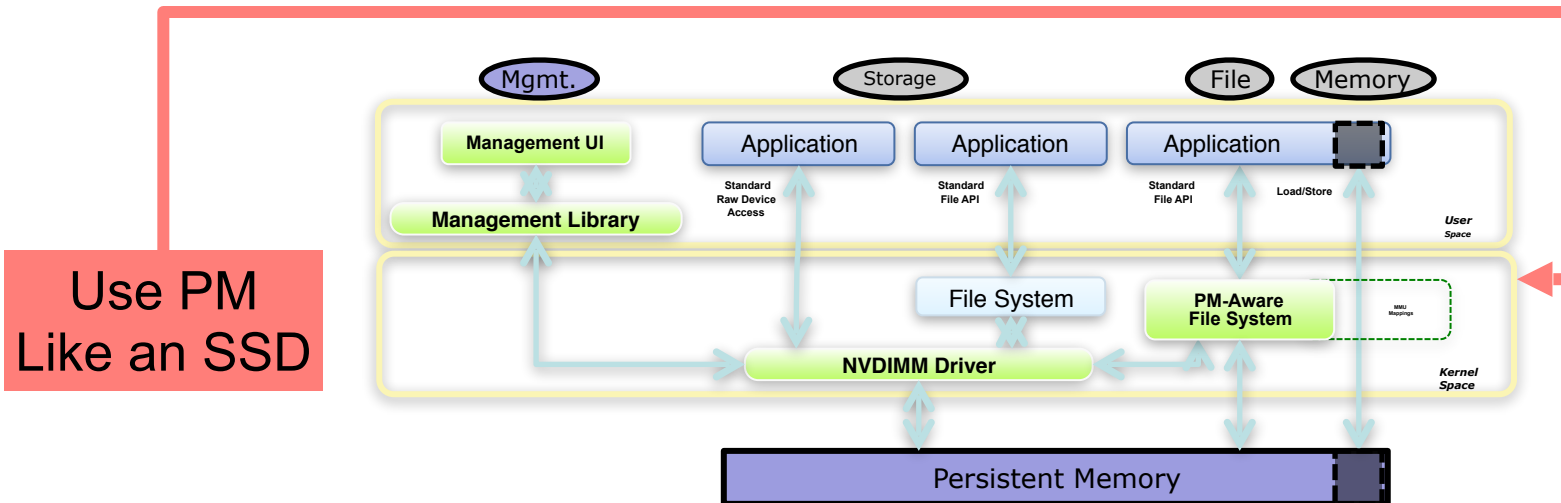 Mgmt.
Storage
File
Memory
Management UI
Application
Application
Application
Standard
Raw Device
Access
Standard
File API
Standard
File API
Load/Store
Management Library
User
Space
Use PM
Like an SSD
File System
PM-Aware
File System
MMU
Mappings
NVDIMM Driver
Kernel
Space
Persistent Memory